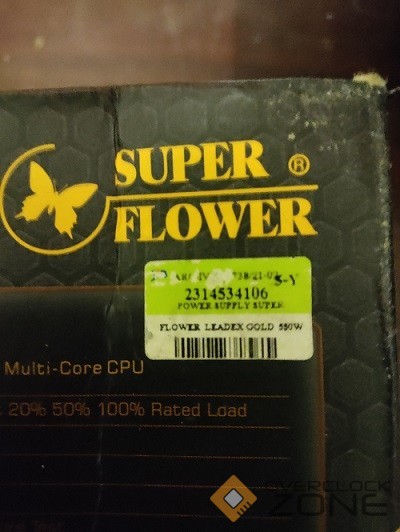 SUPER ®
FLOWER
5-Y
2314534106
POWER SUPPLY SUPER
FLOWER LEADEX GOLD 550W
Multi-Core CPU
20% 50% 100% Rated Load
OVERCLOCK
ZONE